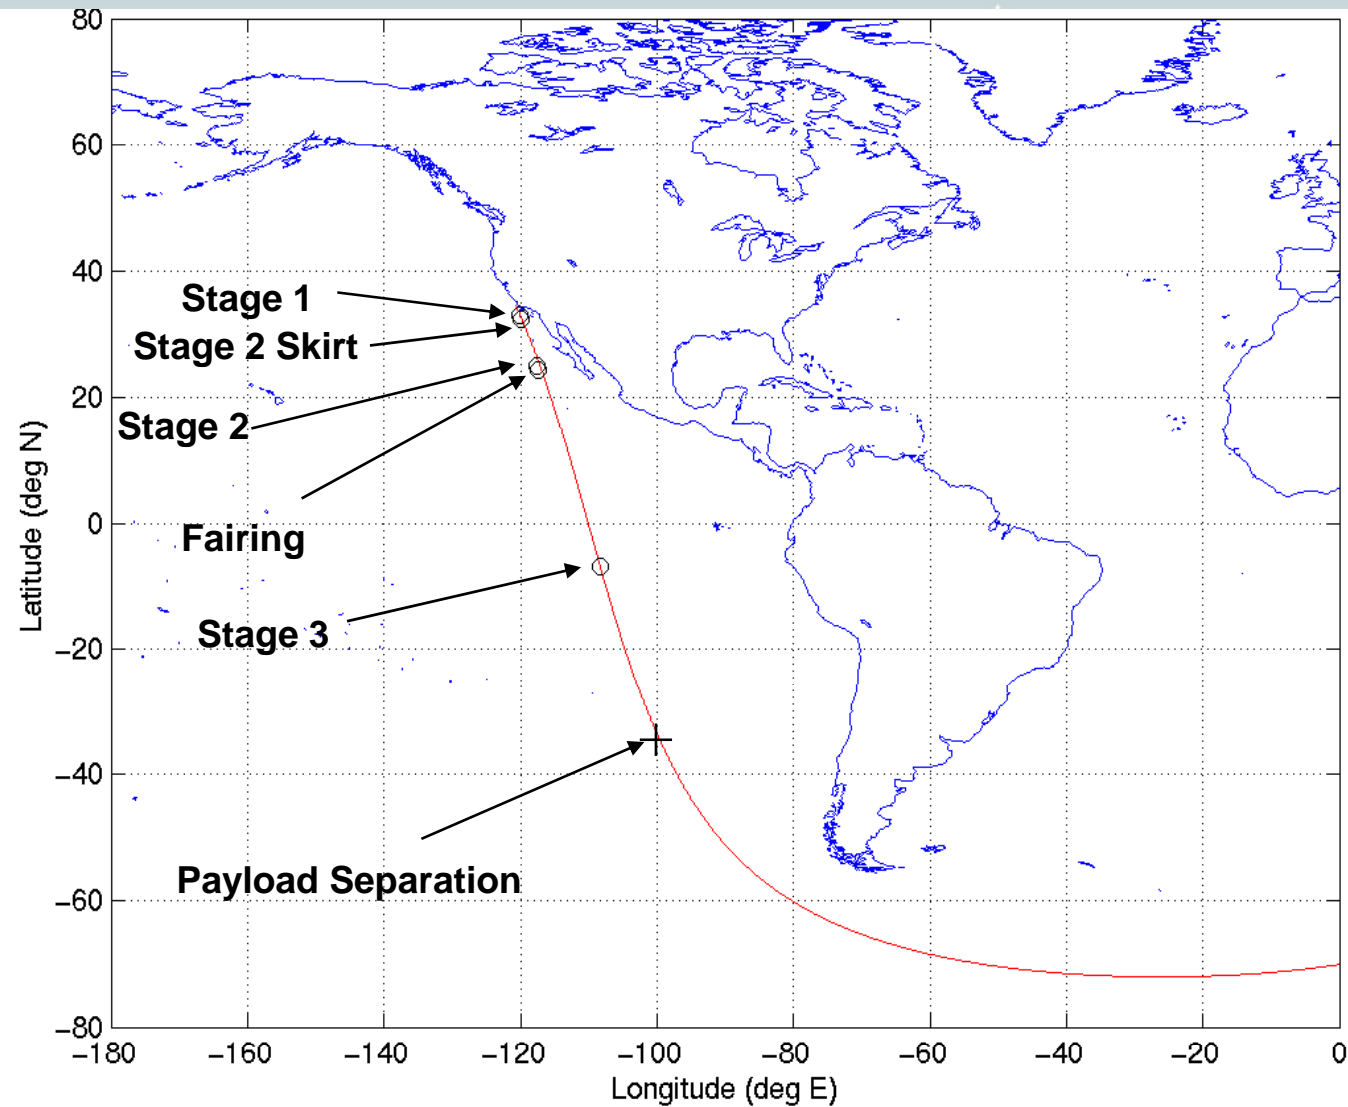 80
60
40
20
0
−20
−40
−60
−80
Latitude (deg N)
Stage 1
Stage 2 Skirt
Stage 2
Fairing
Stage 3
Payload Separation
−180 −160 −140 −120 −100 −80 −60 −40 −20 0
Longitude (deg E)